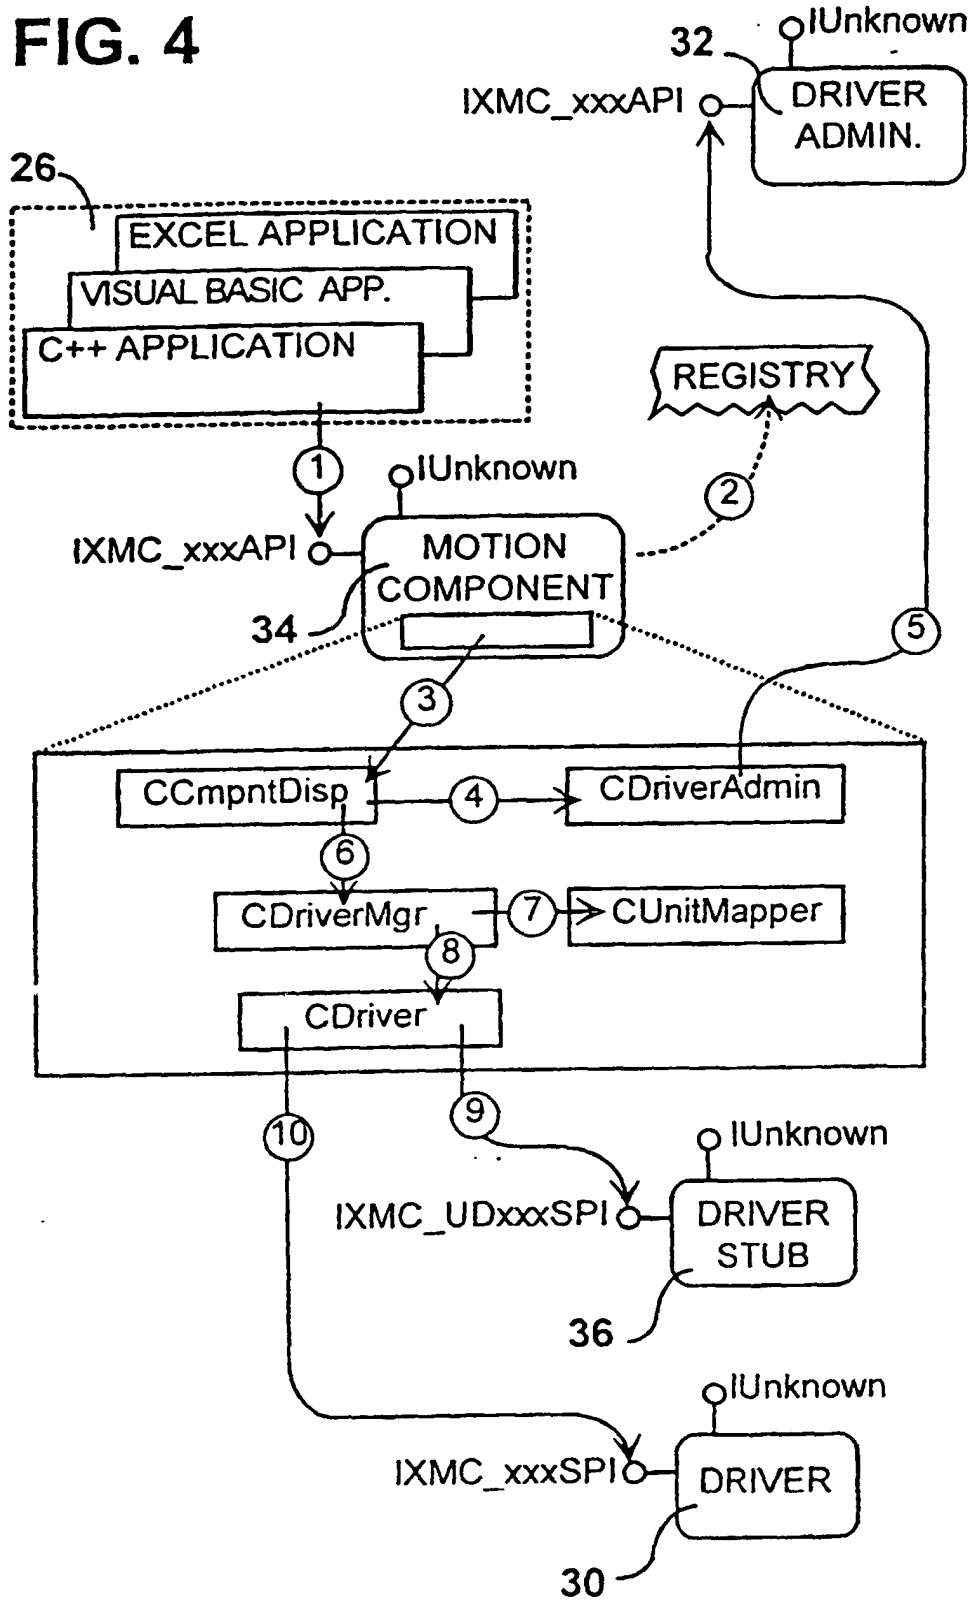 FIG. 4
IUnknown
32
IXMC_xxxAPI
DRIVER
ADMIN.
26
EXCEL APPLICATION
VISUAL BASIC APP.
C++ APPLICATION
REGISTRY
1
IUnknown
2
IXMC_xxxAPI
MOTION
COMPONENT
34
5
3
CCmpntDisp
4
CDriverAdmin
6
CDriverMgr
7
CUnitMapper
8
CDriver
9
10
IUnknown
IXMC_UDxxxSPI
DRIVER
STUB
36
IUnknown
IXMC_xxxSPI
DRIVER
30